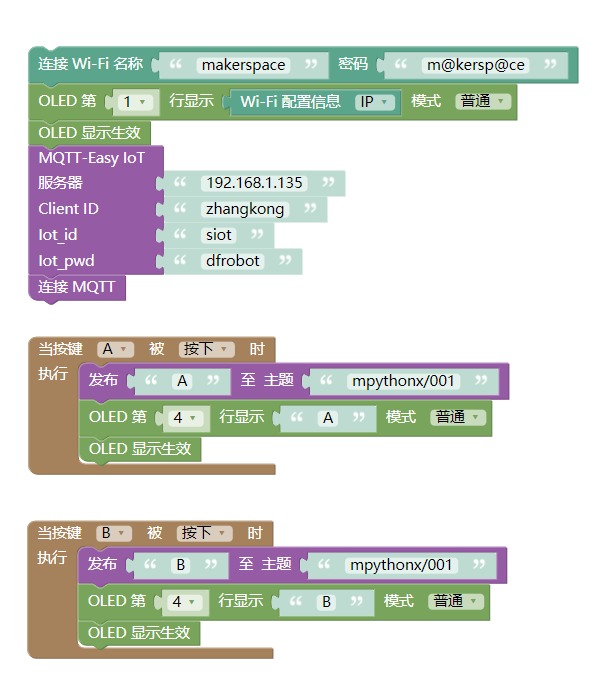 连接 Wi-Fi 名称 “ makerspace ” 密码 “ m@kersp@ce ”
OLED 第 1 行显示 Wi-Fi 配置信息 IP 模式 普通
OLED 显示生效
MQTT-Easy IoT
服务器 “ 192.168.1.135 ”
Client ID “ zhangkong ”
Iot_id “ siot ”
Iot_pwd “ dfrobot ”
连接 MQTT
当按键 A 被 按下 时
执行 发布 “ A ” 至 主题 “ mpythonx/001 ”
OLED 第 4 行显示 “ A ” 模式 普通
OLED 显示生效
当按键 B 被 按下 时
执行 发布 “ B ” 至 主题 “ mpythonx/001 ”
OLED 第 4 行显示 “ B ” 模式 普通
OLED 显示生效